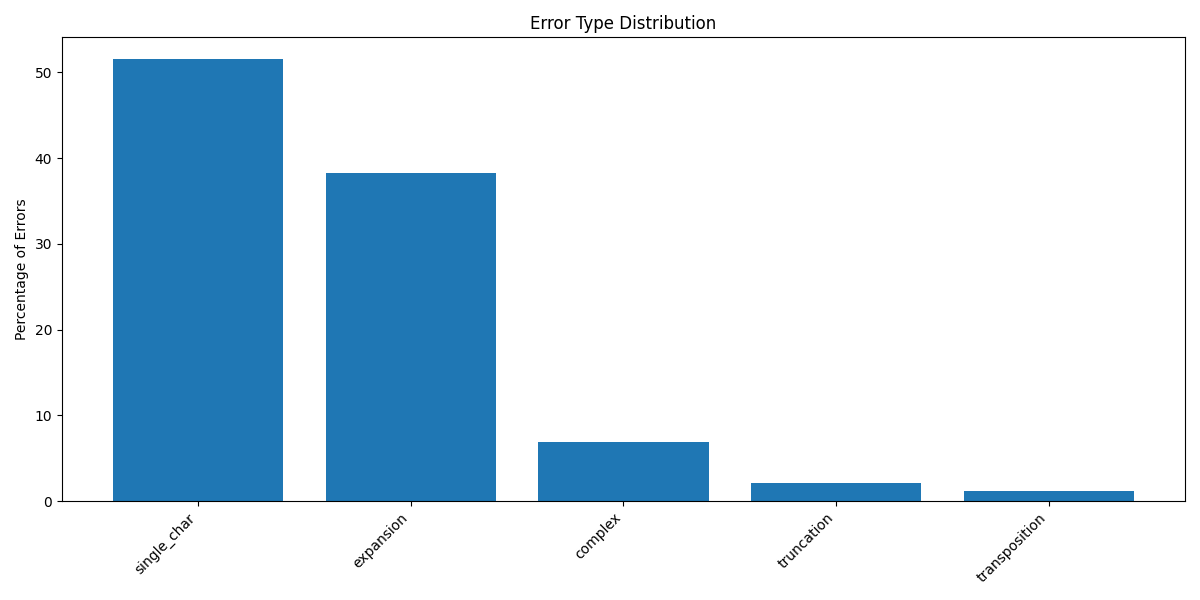 Error Type Distribution
Percentage of Errors
50
40
30
20
10
0
single_char
expansion
complex
truncation
transposition